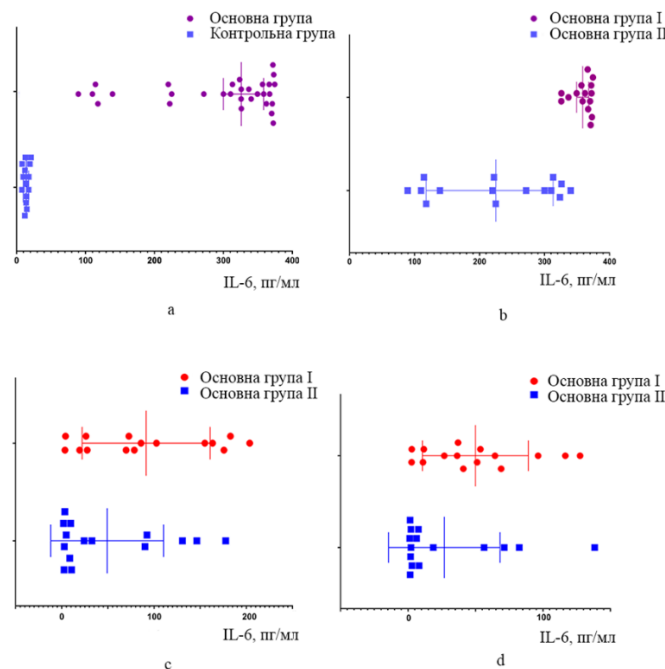 Основна група
Контрольна група
0 100 200 300 400
IL-6, пг/мл
a
Основна група I
Основна група II
0 100 200 300 400
IL-6, пг/мл
b
Основна група I
Основна група II
0 100 200
IL-6, пг/мл
c
Основна група I
Основна група II
0 100
IL-6, пг/мл
d